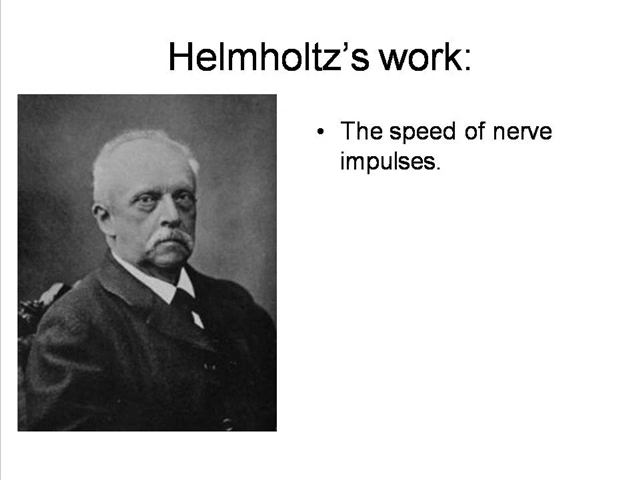 Helmholtz's work:
• The speed of nerve
impulses.